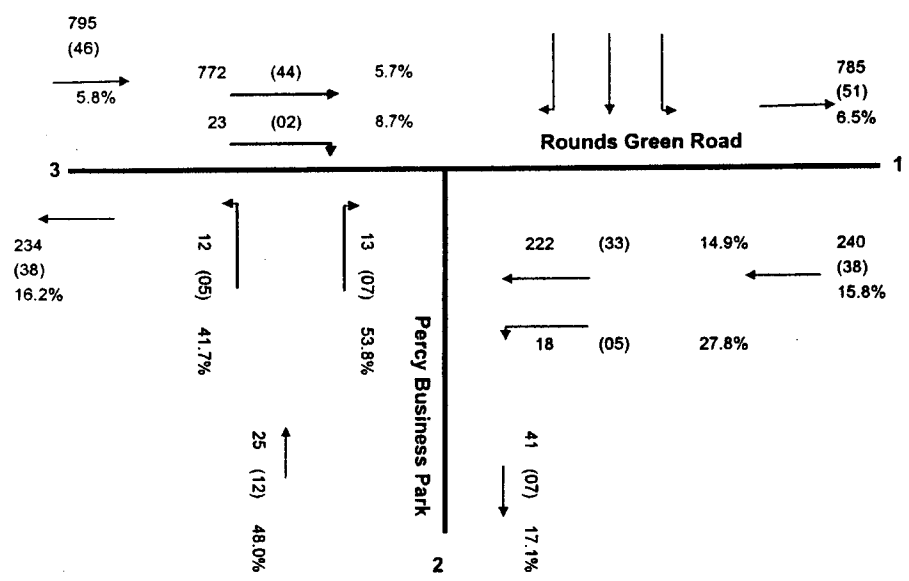 795
(46)
5.8%
772 (44) 5.7%
23 (02) 8.7%
785
(51)
6.5%
Rounds Green Road
3
1
234
(38)
16.2%
12 (05) 41.7%
13 (07) 53.8%
222 (33) 14.9%
240
(38)
15.8%
18 (05) 27.8%
Percy Business Park
25 (12) 48.0%
41 (07) 17.1%
2